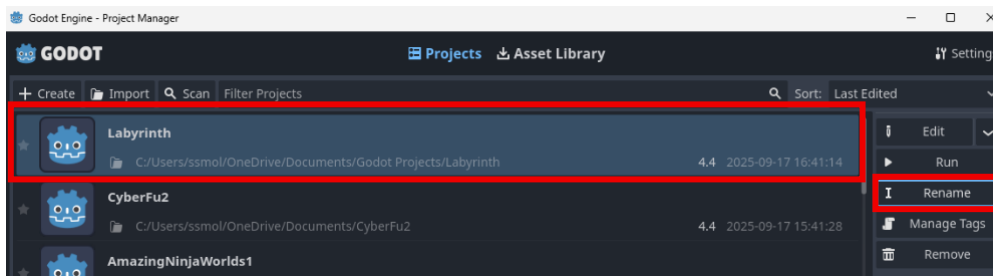 Godot Engine - Project Manager
GODOT
Projects Asset Library
Setting
+ Create Import Scan Filter Projects Sort: Last Edited
Labyrinth
C:/Users/ssmol/OneDrive/Documents/Godot Projects/Labyrinth 4.4 2025-09-17 16:41:14
CyberFu2
C:/Users/ssmol/OneDrive/Documents/CyberFu2 4.4 2025-09-17 15:41:28
AmazingNinjaWorlds1
Edit
Run
Rename
Manage Tags
Remove